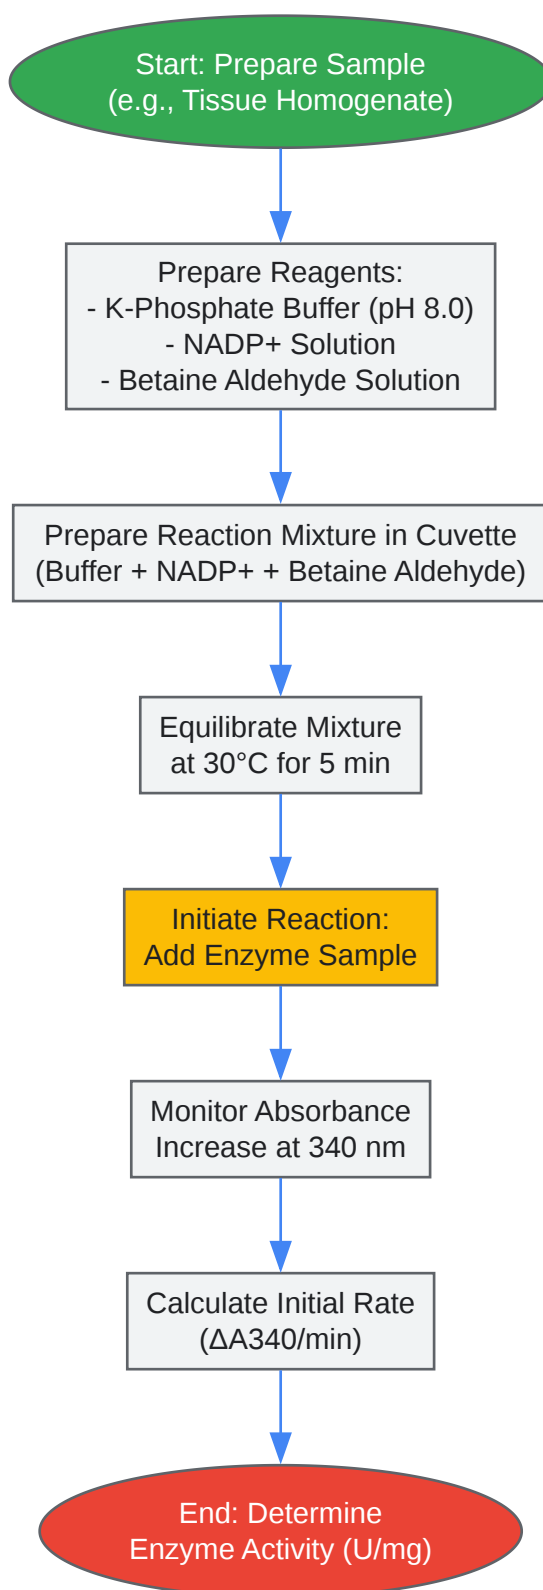 Start: Prepare Sample
(e.g., Tissue Homogenate)
Prepare Reagents:
- K-Phosphate Buffer (pH 8.0)
- NADP+ Solution
- Betaine Aldehyde Solution
Prepare Reaction Mixture in Cuvette
(Buffer + NADP+ + Betaine Aldehyde)
Equilibrate Mixture
at 30°C for 5 min
Initiate Reaction:
Add Enzyme Sample
Monitor Absorbance
Increase at 340 nm
Calculate Initial Rate
(ΔA340/min)
End: Determine
Enzyme Activity (U/mg)